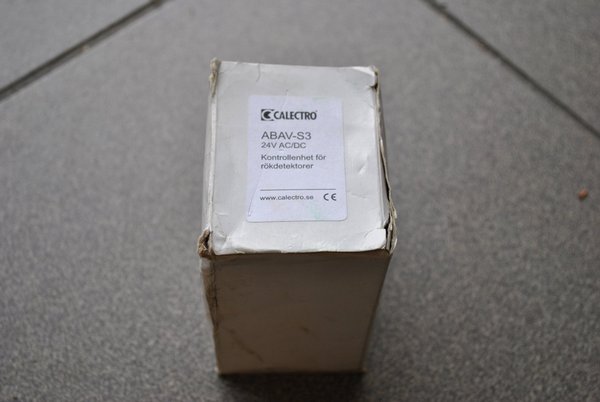 CALECTRO
ABAV-S3
24V AC/DC
Kontrollenhet för
rökdetektorer
www.calectro.se CE